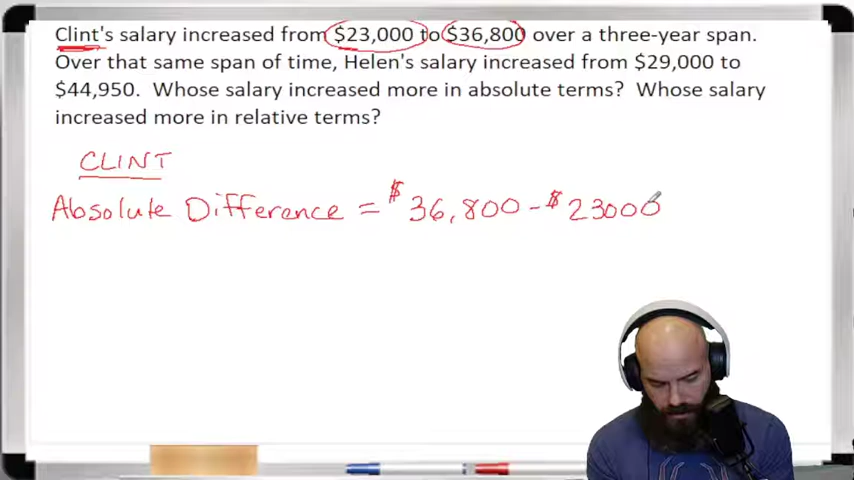 Clint's salary increased from $23,000 to $36,800 over a three-year span.
Over that same span of time, Helen's salary increased from $29,000 to
$44,950. Whose salary increased more in absolute terms? Whose salary
increased more in relative terms?
CLINT
Absolute Difference = $36,800 - $23000